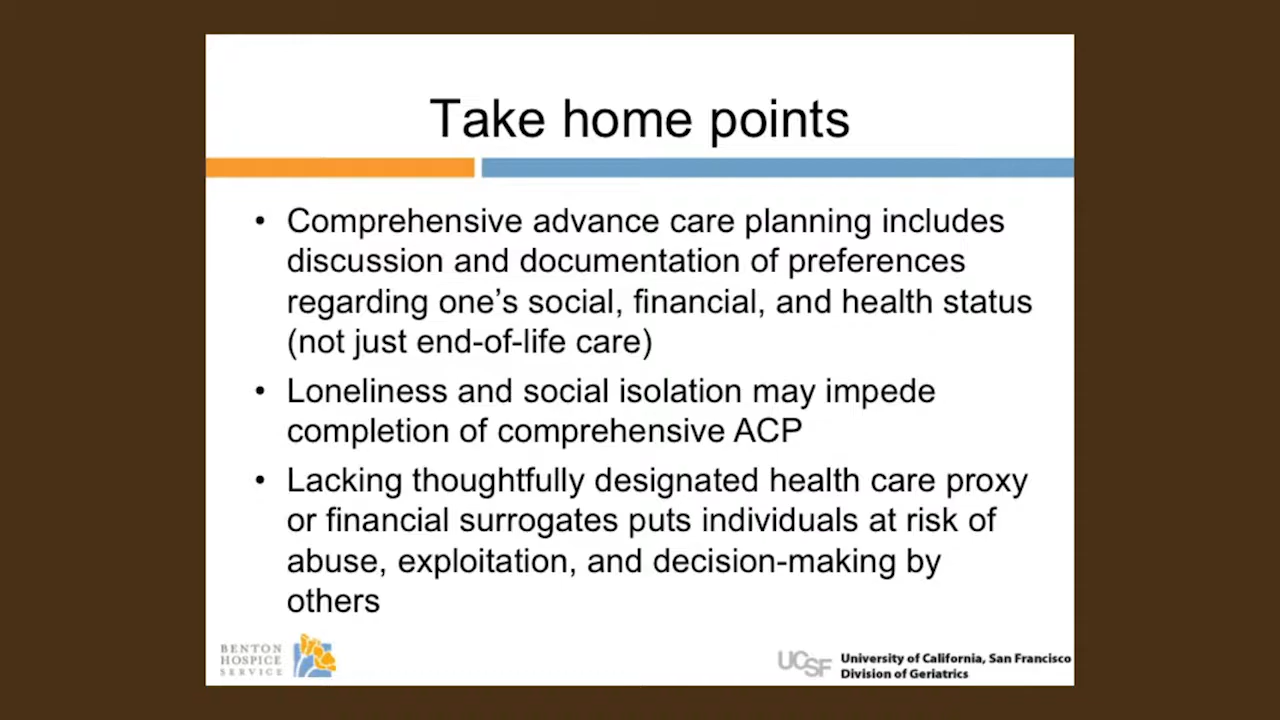 Take home points
• Comprehensive advance care planning includes
discussion and documentation of preferences
regarding one's social, financial, and health status
(not just end-of-life care)
• Loneliness and social isolation may impede
completion of comprehensive ACP
• Lacking thoughtfully designated health care proxy
or financial surrogates puts individuals at risk of
abuse, exploitation, and decision-making by
others
BENTON
HOSPICE
SERVICE
UCSF
University of California, San Francisco
Division of Geriatrics